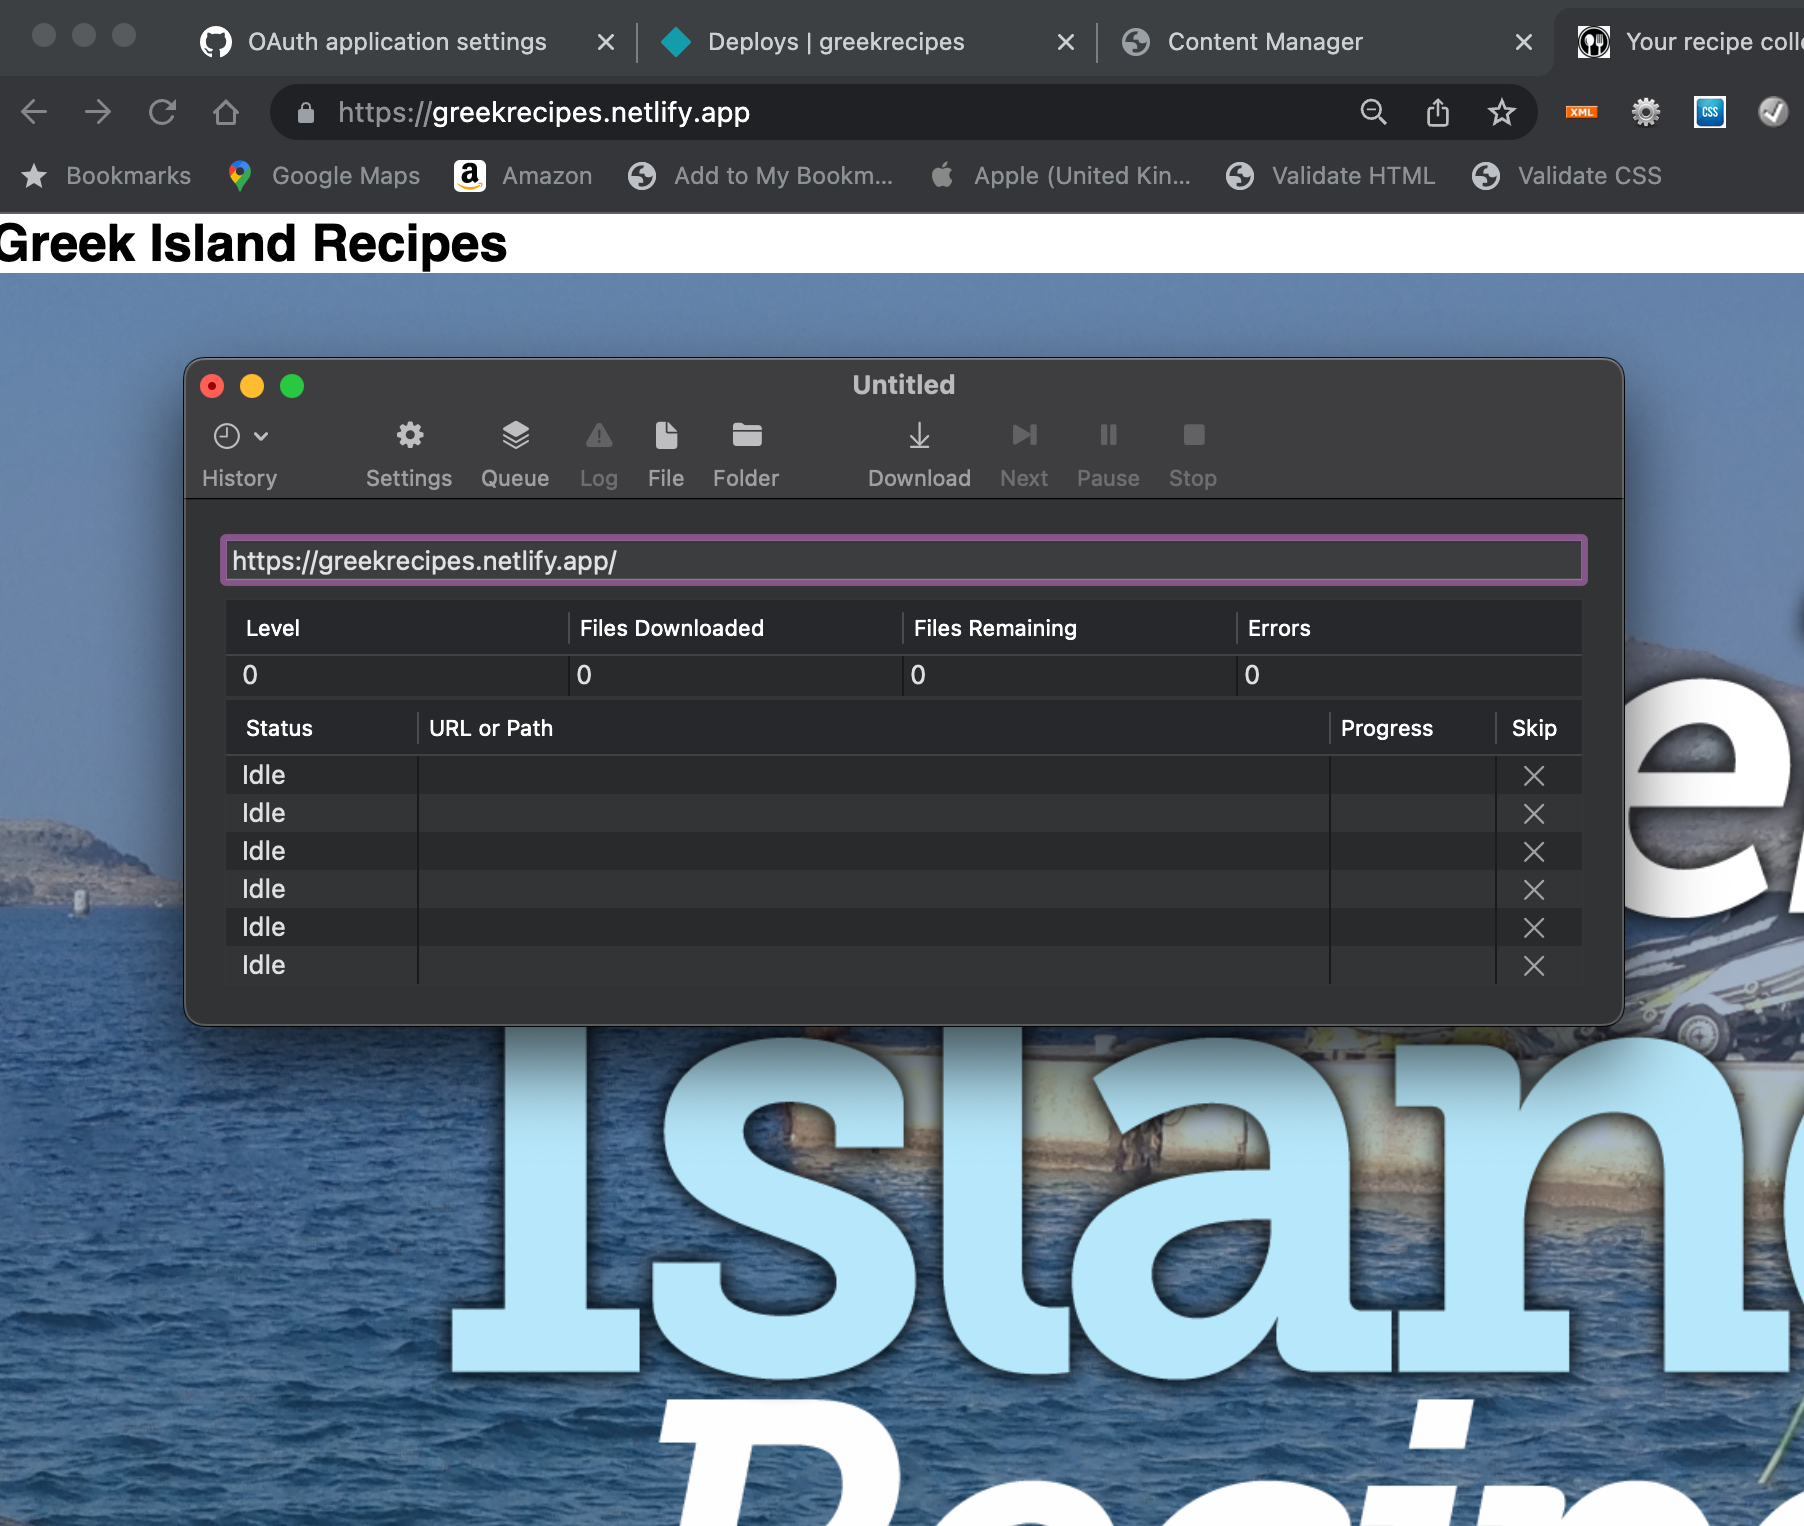 OAuth application settings
Deploys | greekrecipes
Content Manager
Your recipe colle
https://greekrecipes.netlify.app
XML
CSS
Bookmarks
Google Maps
a
Amazon
Add to My Bookm...
Apple (United Kin...
Validate HTML
Validate CSS
Greek Island Recipes
Untitled
History
Settings
Queue
Log
File
Folder
Download
Next
Pause
Stop
https://greekrecipes.netlify.app/
Level Files Downloaded Files Remaining Errors
0 0 0 0
Status URL or Path Progress Skip
Idle
Idle
Idle
Idle
Idle
Idle
Islan
Recip